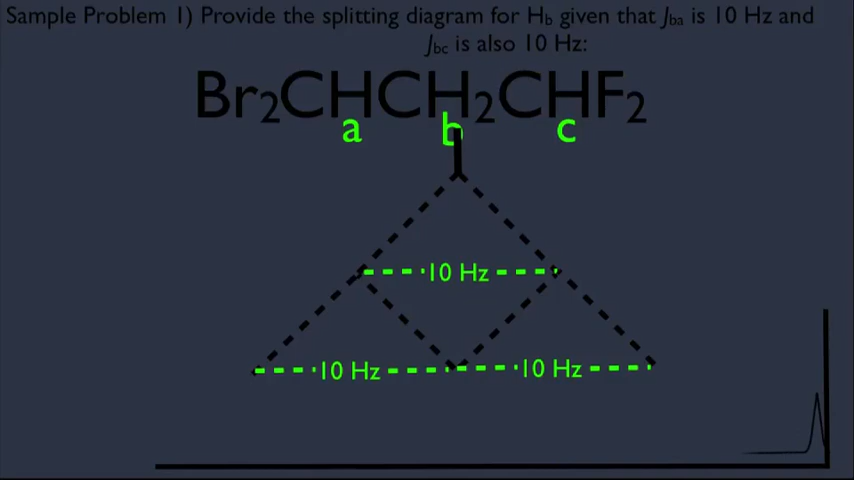 Sample Problem 1) Provide the splitting diagram for Hb given that Jba is 10 Hz and
Jbc is also 10 Hz:
Br2CHCH2CHF2
a b c
10 Hz
10 Hz 10 Hz